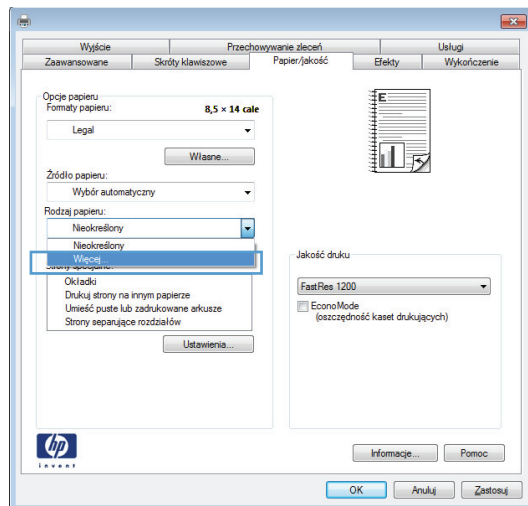 Wyjście
Przechowywanie zleceń
Usługi
Zaawansowane
Skróty klawiszowe
Papier/jakość
Efekty
Wykończenie
Opcje papieru
Formaty papieru:
8,5 × 14 cale
Legal
Własne...
Źródło papieru:
Wybór automatyczny
Rodzaj papieru:
Nieokreślony
Nieokreślony
Więcej...
Strony specjalne:
Okładki
Drukuj strony na innym papierze
Umieść puste lub zadrukowane arkusze
Strony separujące rozdziałów
Ustawienia...
E
Jakość druku
FastRes 1200
EconoMode
(oszczędność kaset drukujących)
hp
invent
Informacje...
Pomoc
OK
Anuluj
Zastosuj